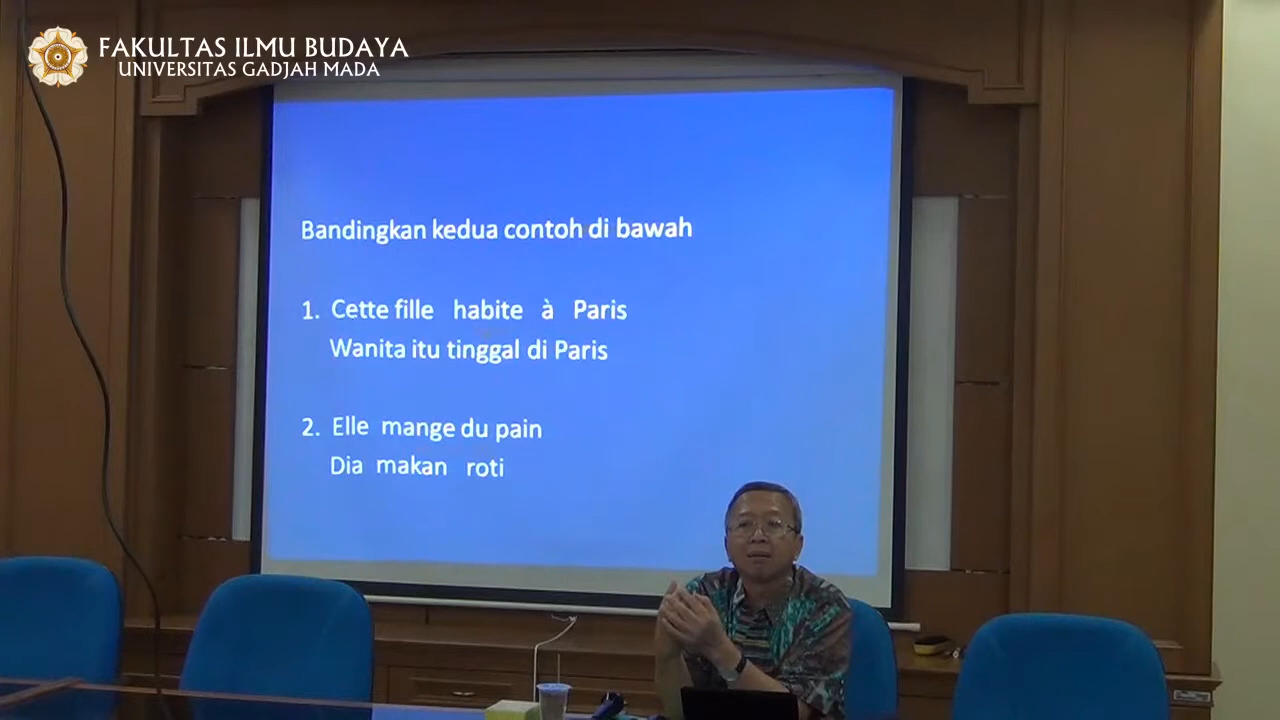 FAKULTAS ILMU BUDAYA
UNIVERSITAS GADJAH MADA
Bandingkan kedua contoh di bawah
1. Cette fille habite à Paris
Wanita itu tinggal di Paris
2. Elle mange du pain
Dia makan roti